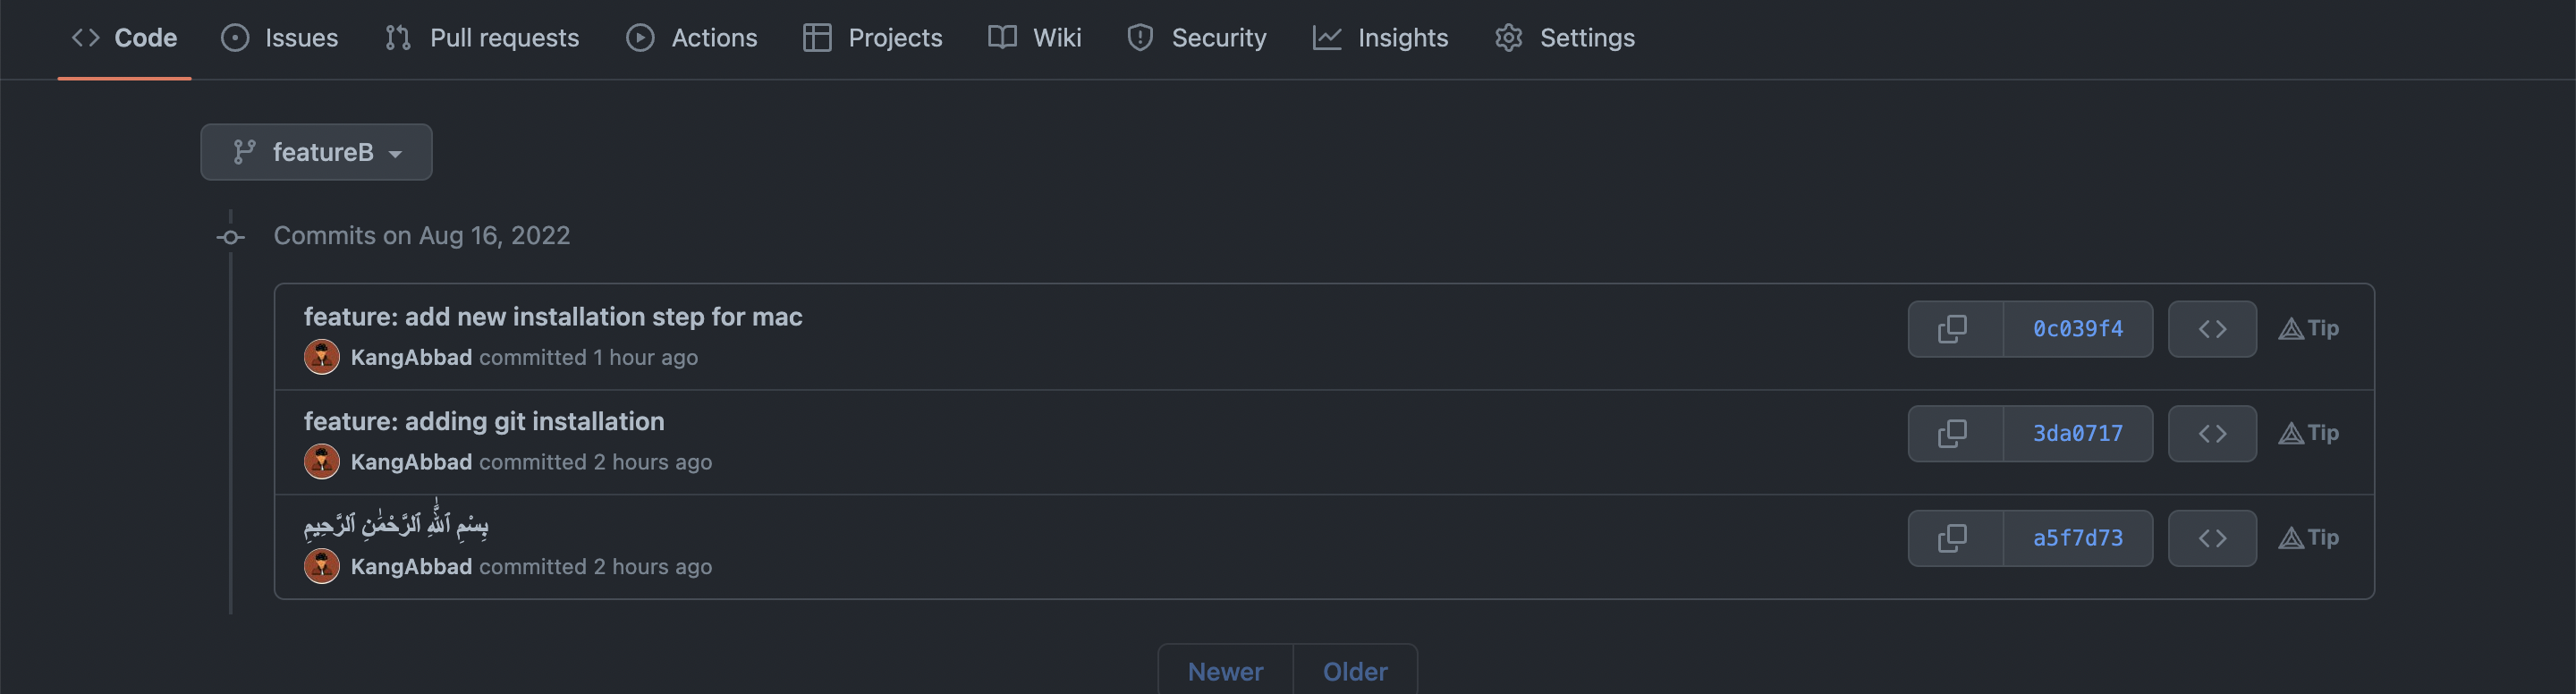 Code Issues Pull requests Actions Projects Wiki Security Insights Settings
featureB
Commits on Aug 16, 2022
feature: add new installation step for mac
KangAbbad committed 1 hour ago
0c039f4
Tip
feature: adding git installation
KangAbbad committed 2 hours ago
3da0717
Tip
بِسْمِ ٱللَّٰهِ ٱلرَّحْمَٰنِ ٱلرَّحِيمِ
KangAbbad committed 2 hours ago
a5f7d73
Tip
Newer Older